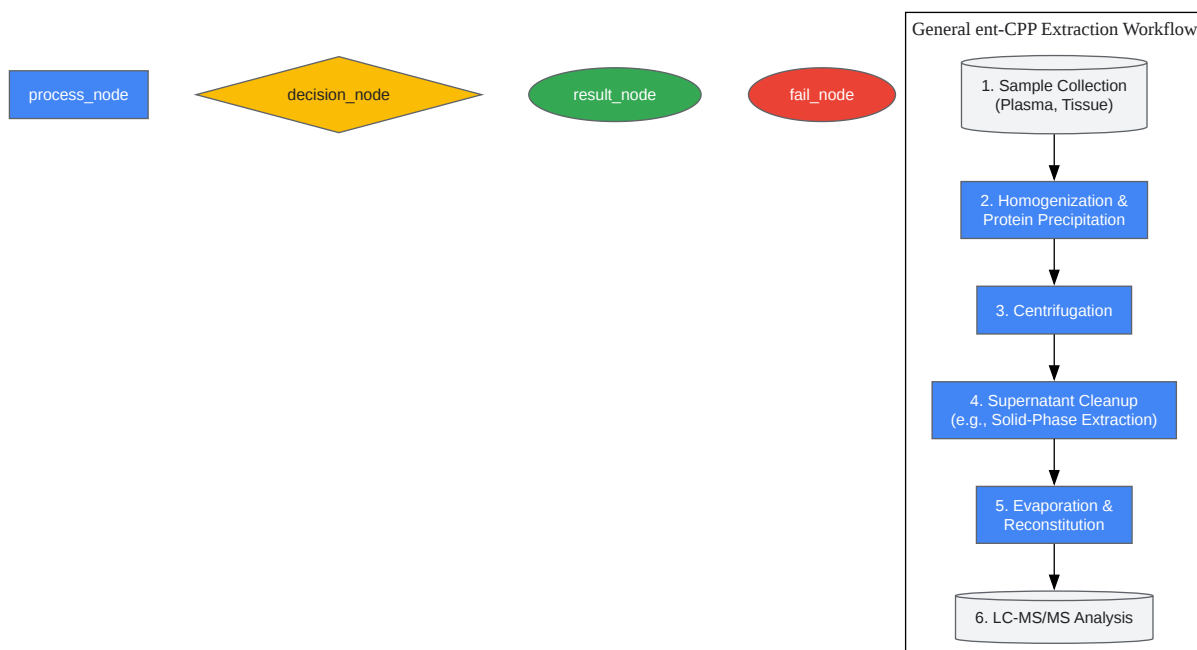 General ent-CPP Extraction Workflow
process_node
decision_node
result_node
fail_node
1. Sample Collection
(Plasma, Tissue)
2. Homogenization &
Protein Precipitation
3. Centrifugation
4. Supernatant Cleanup
(e.g., Solid-Phase Extraction)
5. Evaporation &
Reconstitution
6. LC-MS/MS Analysis